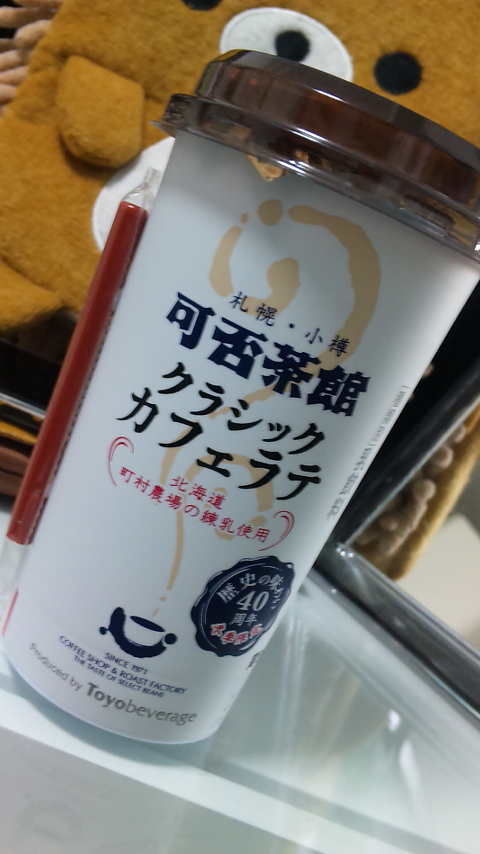 札幌・小樽
可否茶館
クラシック
カフェラテ
北海道
町村農場の練乳使用
歴史の味
40
周年
SINCE 1971
COFFEE SHOP & ROAST FACTORY
THE TASTE OF SELECT BEANS
Produced by Toyobeverage